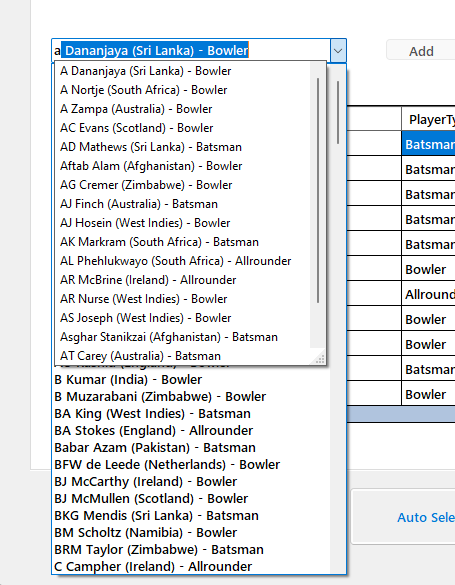 a Dananjaya (Sri Lanka) - Bowler
Add
A Dananjaya (Sri Lanka) - Bowler
A Nortje (South Africa) - Bowler
A Zampa (Australia) - Bowler
AC Evans (Scotland) - Bowler
AD Mathews (Sri Lanka) - Batsman
Aftab Alam (Afghanistan) - Bowler
AG Cremer (Zimbabwe) - Bowler
AJ Finch (Australia) - Batsman
AJ Hosein (West Indies) - Bowler
AK Markram (South Africa) - Batsman
AL Phehlukwayo (South Africa) - Allrounder
AR McBrine (Ireland) - Allrounder
AR Nurse (West Indies) - Bowler
AS Joseph (West Indies) - Bowler
Asghar Stanikzai (Afghanistan) - Batsman
AT Carey (Australia) - Batsman
B Kumar (India) - Bowler
B Muzarabani (Zimbabwe) - Bowler
BA King (West Indies) - Batsman
BA Stokes (England) - Allrounder
Babar Azam (Pakistan) - Batsman
BFW de Leede (Netherlands) - Bowler
BJ McCarthy (Ireland) - Bowler
BJ McMullen (Scotland) - Bowler
BKG Mendis (Sri Lanka) - Batsman
BM Scholtz (Namibia) - Bowler
BRM Taylor (Zimbabwe) - Batsman
C Campher (Ireland) - Allrounder
PlayerTy
Batsman
Batsman
Batsman
Batsman
Batsman
Bowler
Allround
Bowler
Bowler
Batsman
Bowler
Auto Sele